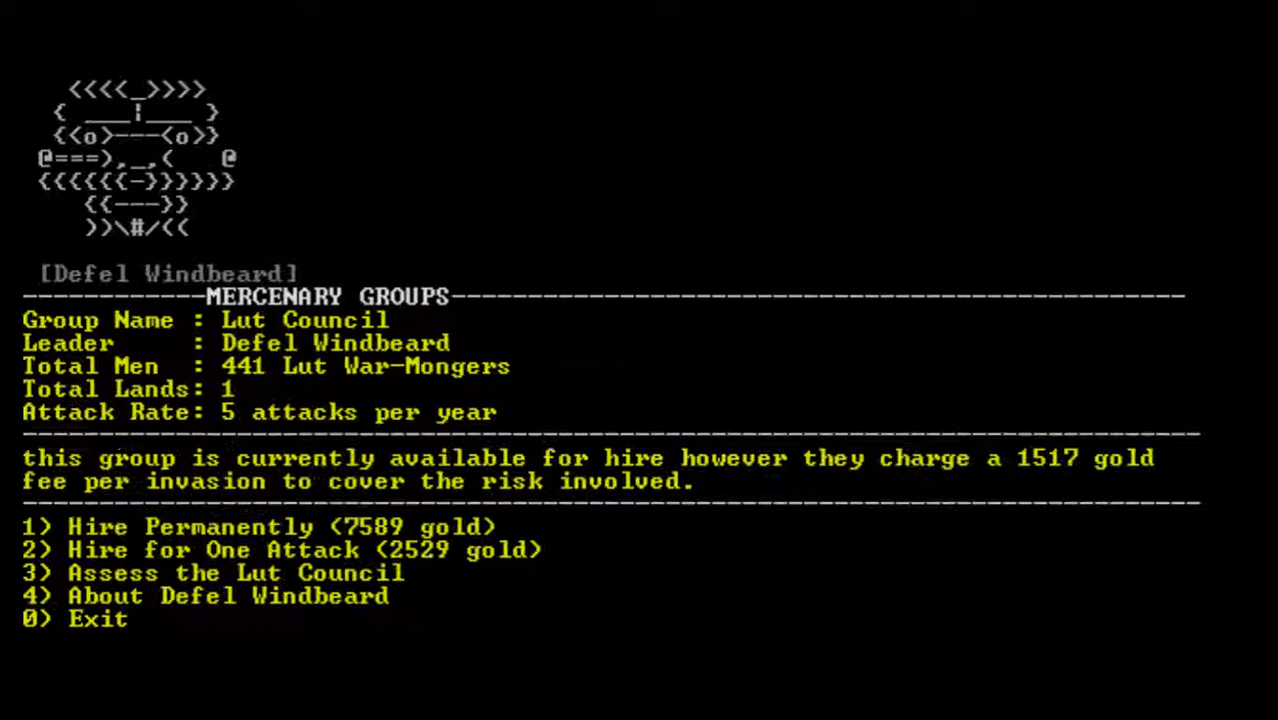 <<<<_>>>>
{ ___¦___ }
{<o>---<o>}
@===),_,(   @
{{{{{{-}}}}}}
{{---}}
))\#/((
[Defel Windbeard]
------------MERCENARY GROUPS------------------------------------------------
Group Name : Lut Council
Leader     : Defel Windbeard
Total Men  : 441 Lut War-Mongers
Total Lands: 1
Attack Rate: 5 attacks per year
-----------------------------------------------------------------------------
this group is currently available for hire however they charge a 1517 gold
fee per invasion to cover the risk involved.
-----------------------------------------------------------------------------
1) Hire Permanently (7589 gold)
2) Hire for One Attack (2529 gold)
3) Assess the Lut Council
4) About Defel Windbeard
0) Exit